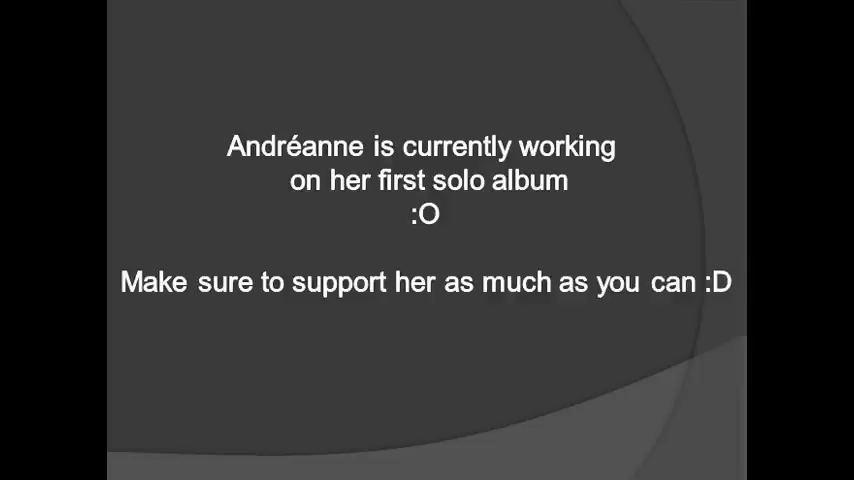 Andréanne is currently working
on her first solo album
:O
Make sure to support her as much as you can :D